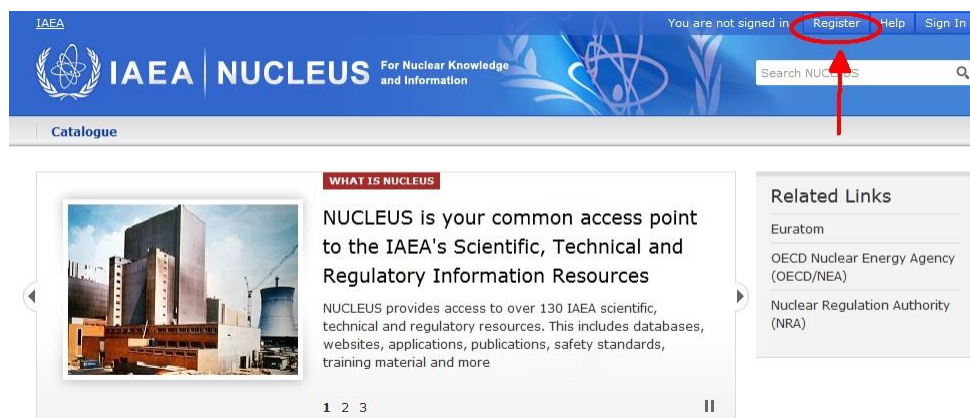 IAEA
You are not signed in Register Help Sign In
IAEA NUCLEUS For Nuclear Knowledge
and Information
Search NUCLEUS
Catalogue
WHAT IS NUCLEUS
NUCLEUS is your common access point
to the IAEA's Scientific, Technical and
Regulatory Information Resources
NUCLEUS provides access to over 130 IAEA scientific,
technical and regulatory resources. This includes databases,
websites, applications, publications, safety standards,
training material and more
1 2 3
Related Links
Euratom
OECD Nuclear Energy Agency
(OECD/NEA)
Nuclear Regulation Authority
(NRA)